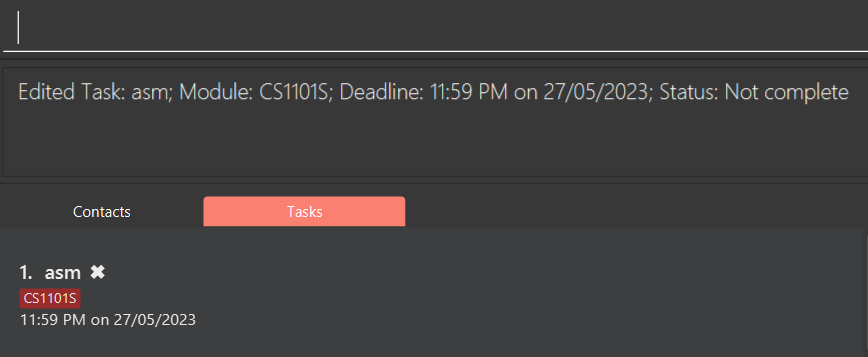 Edited Task: asm; Module: CS1101S; Deadline: 11:59 PM on 27/05/2023; Status: Not complete
Contacts
Tasks
1. asm ✖
CS1101S
11:59 PM on 27/05/2023